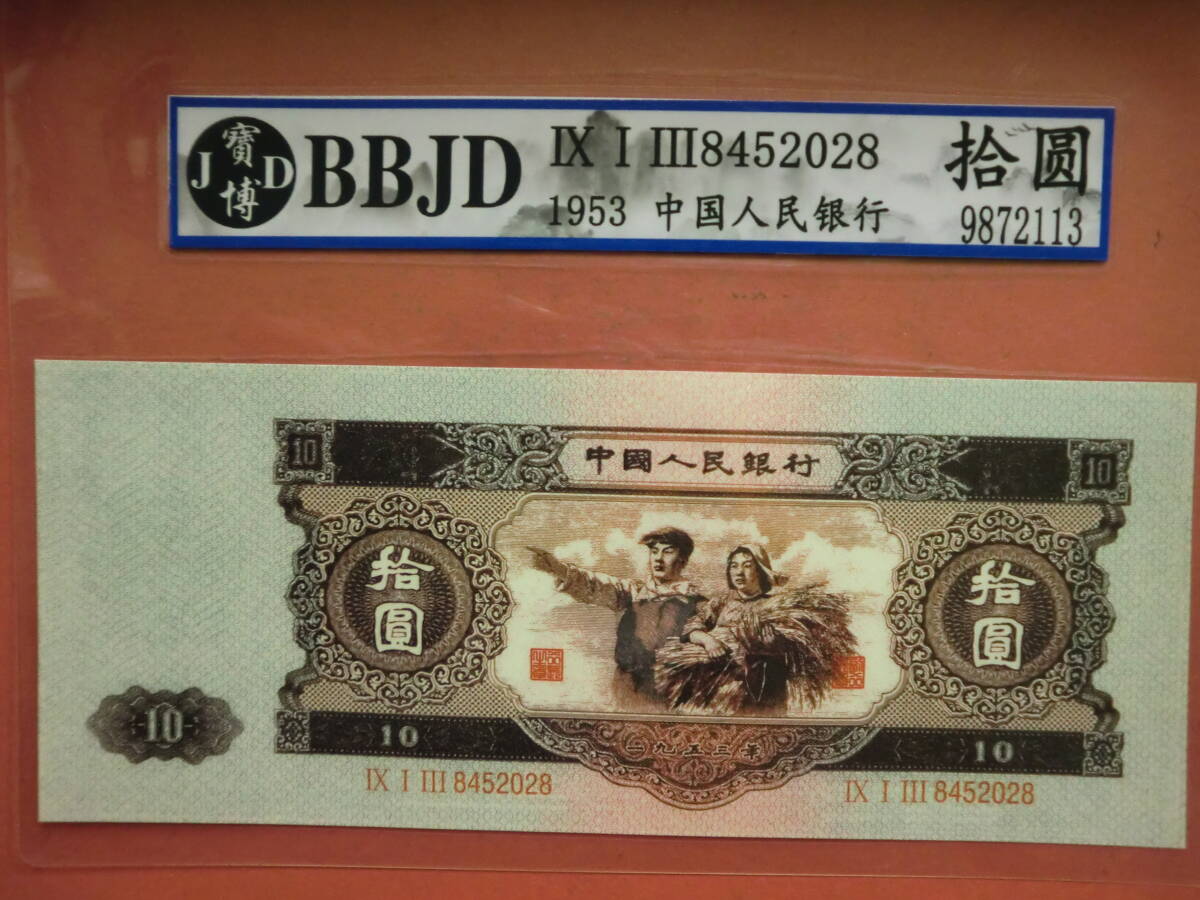 寶
J D
博
BBJD
Ⅸ Ⅰ Ⅲ8452028
1953 中国人民银行
拾圆
9872113
10
中國人民銀行
10
拾
圓
拾
圓
10
10
一九五三年
10
Ⅸ Ⅰ Ⅲ 8452028
Ⅸ Ⅰ Ⅲ 8452028